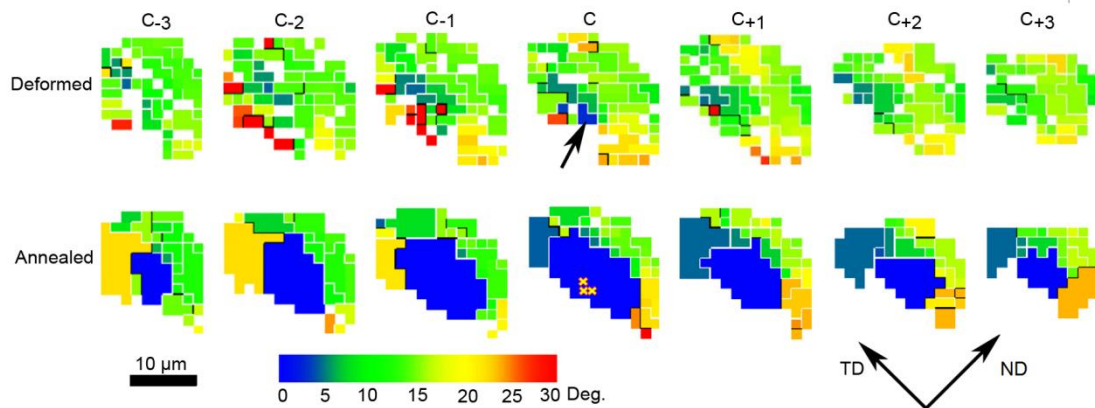 C-3 C-2 C-1 C C+1 C+2 C+3
Deformed
Annealed
10 µm
0 5 10 15 20 25 30 Deg.
TD ND